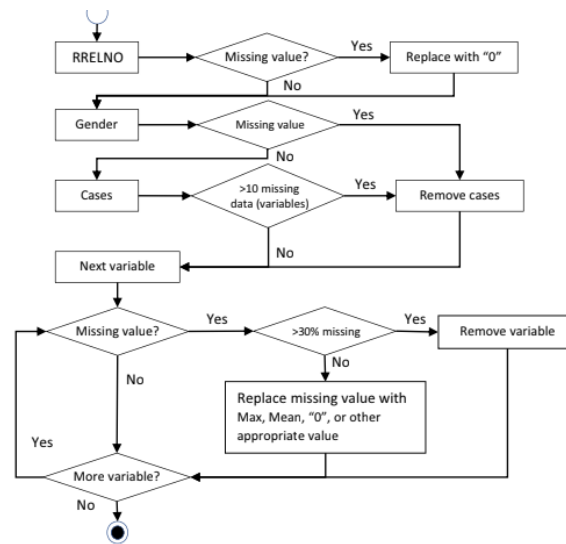 RRELNO
Missing value?
Yes
Replace with “0”
No
Gender
Missing value
Yes
No
Cases
>10 missing
data (variables)
Yes
Remove cases
No
Next variable
Missing value?
Yes
>30% missing
Yes
Remove variable
No
No
Replace missing value with
Max, Mean, “0”, or other
appropriate value
Yes
More variable?
No